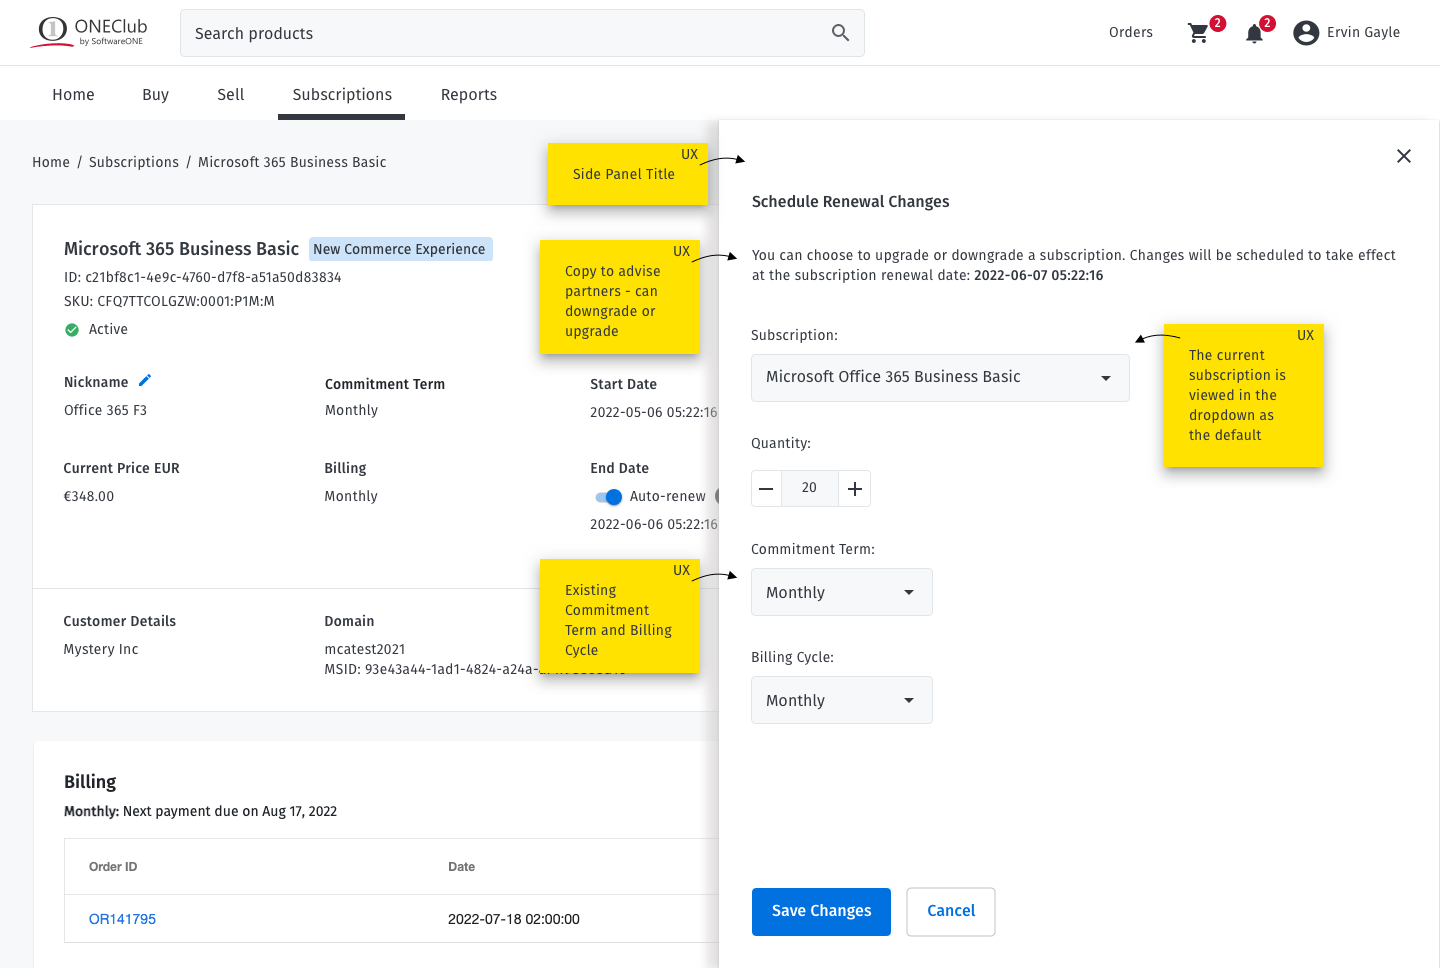 ONEClub
by SoftwareONE
Search products
Orders
2
2
Ervin Gayle
Home
Buy
Sell
Subscriptions
Reports
Home / Subscriptions / Microsoft 365 Business Basic
Microsoft 365 Business Basic
New Commerce Experience
ID: c21bf8c1-4e9c-4760-d7f8-a51a50d83834
SKU: CFQ7TTCOLGZW:0001:P1M:M
Active
Nickname
Office 365 F3
Commitment Term
Monthly
Start Date
2022-05-06 05:22:16
Current Price EUR
€348.00
Billing
Monthly
End Date
Auto-renew
2022-06-06 05:22:16
Customer Details
Mystery Inc
Domain
mcatest2021
MSID: 93e43a44-1ad1-4824-a24a-
Billing
Monthly: Next payment due on Aug 17, 2022
Order ID
Date
OR141795
2022-07-18 02:00:00
UX
Side Panel Title
UX
Copy to advise
partners - can
downgrade or
upgrade
UX
Existing
Commitment
Term and Billing
Cycle
Schedule Renewal Changes
You can choose to upgrade or downgrade a subscription. Changes will be scheduled to take effect
at the subscription renewal date: 2022-06-07 05:22:16
Subscription:
Microsoft Office 365 Business Basic
UX
The current
subscription is
viewed in the
dropdown as
the default
Quantity:
20
Commitment Term:
Monthly
Billing Cycle:
Monthly
Save Changes
Cancel